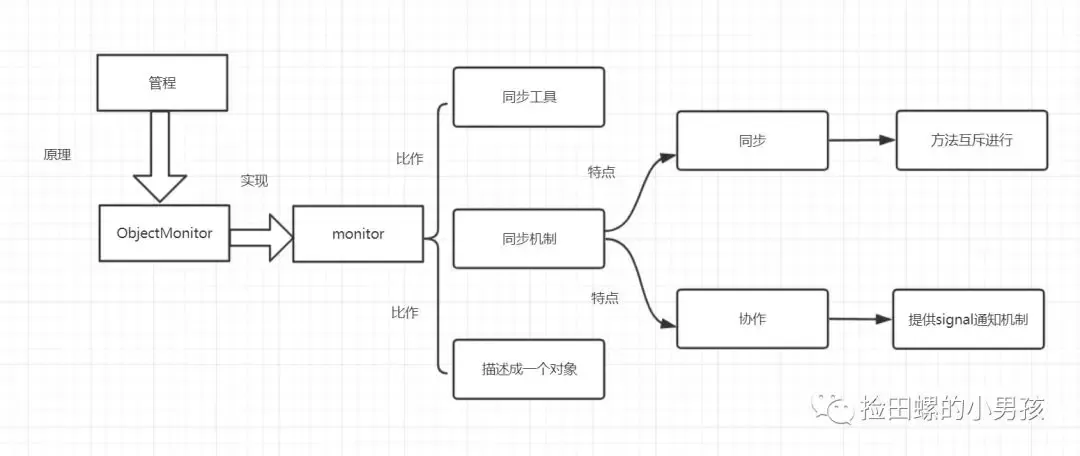 管程
原理
ObjectMonitor
实现
monitor
比作
比作
同步工具
同步机制
描述成一个对象
特点
特点
同步
协作
方法互斥进行
提供signal通知机制
捡田螺的小男孩